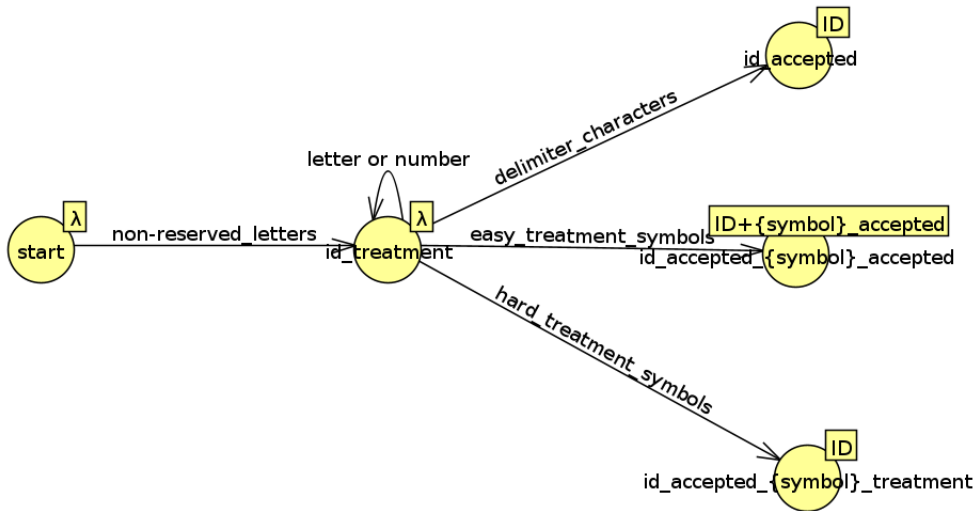 ID
id_accepted
delimiter_characters
letter or number
λ
start
non-reserved_letters
λ
id_treatment
easy_treatment_symbols
ID+{symbol}_accepted
id_accepted_{symbol}_accepted
hard_treatment_symbols
ID
id_accepted_{symbol}_treatment